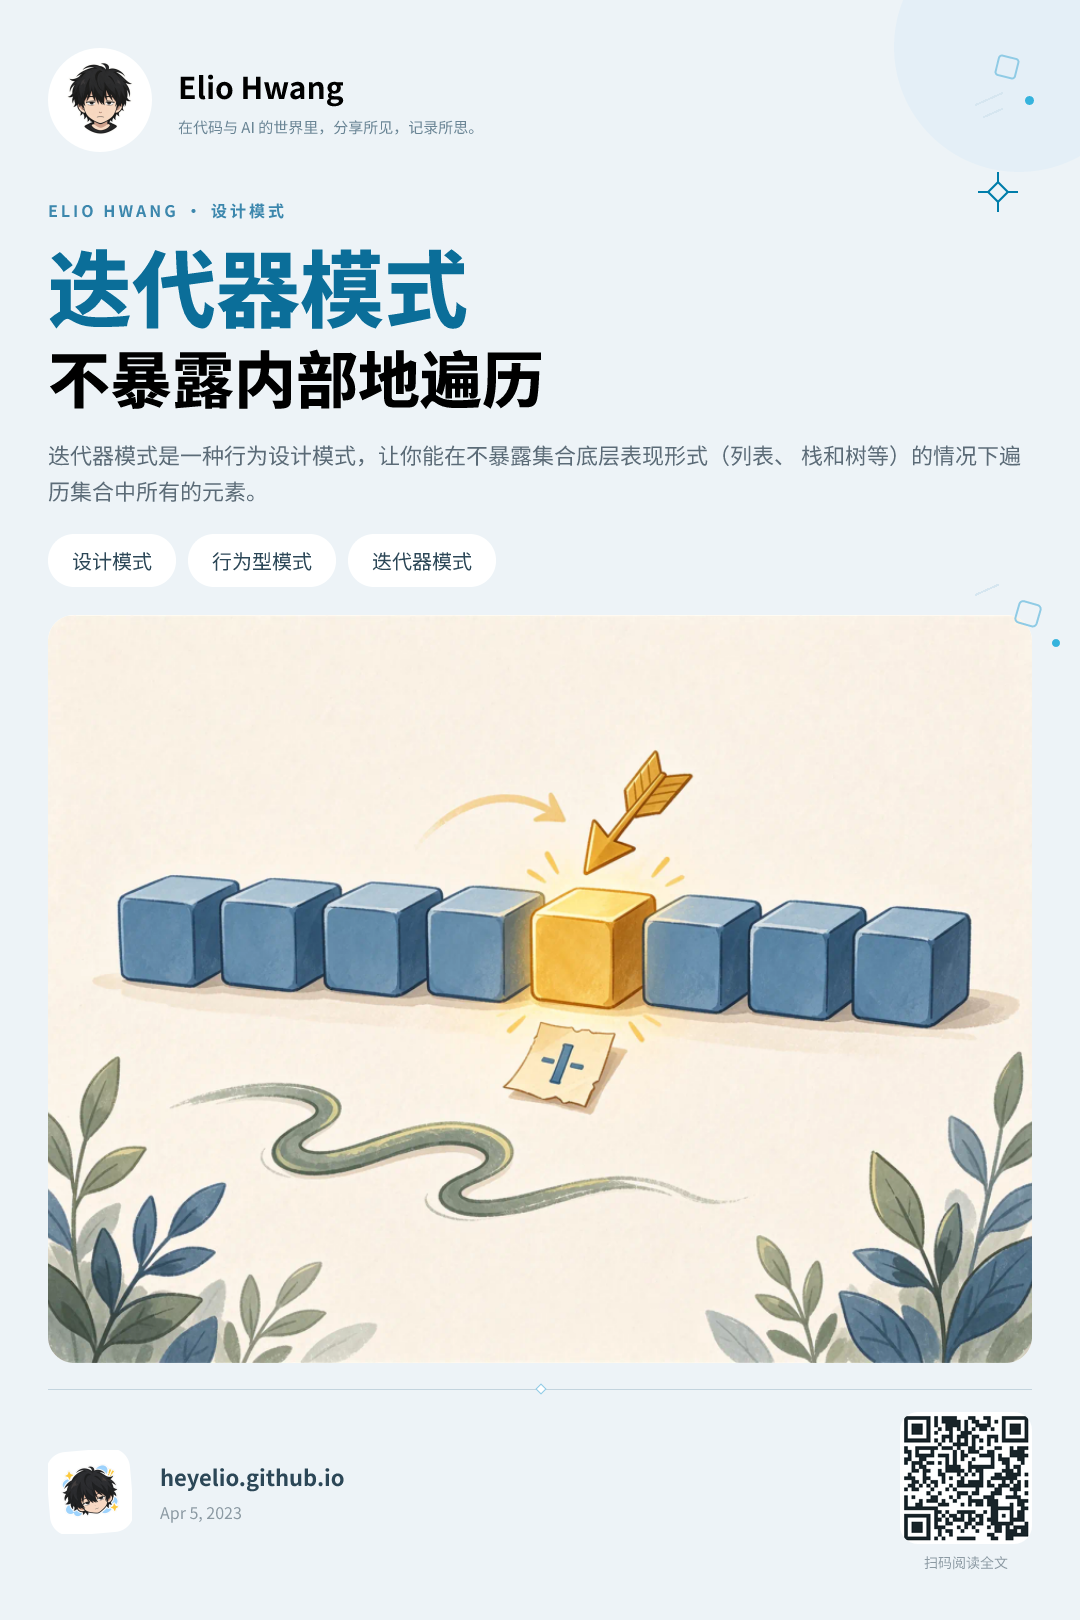 Elio Hwang
在代码与 AI 的世界里，分享所见，记录所思。
ELIO HWANG • 设计模式
迭代器模式
不暴露内部地遍历
迭代器模式是一种行为设计模式，让你能在不暴露集合底层表现形式（列表、 栈和树等）的情况下遍
历集合中所有的元素。
设计模式 行为型模式 迭代器模式
heyelio.github.io
Apr 5, 2023
扫码阅读全文